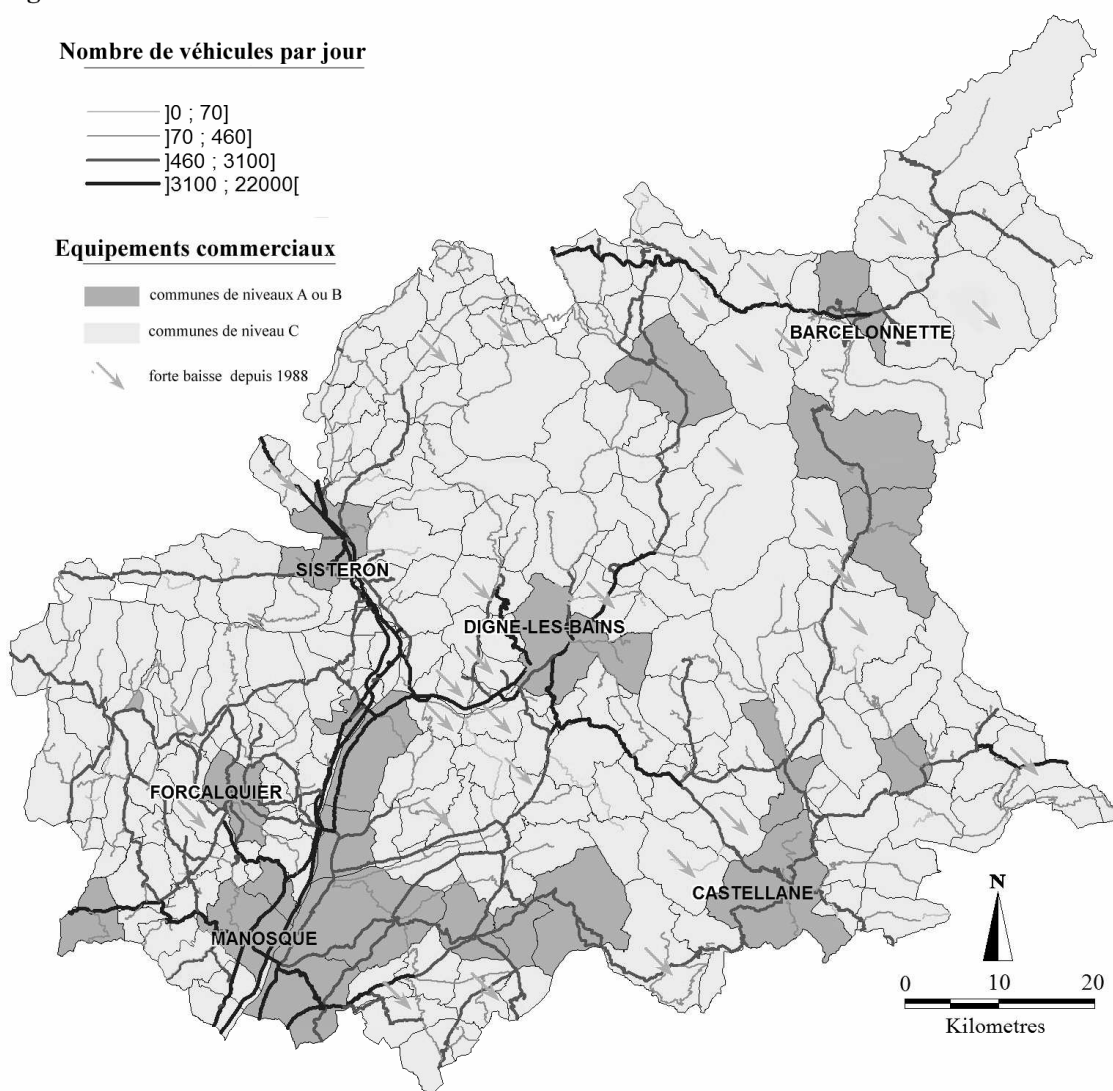 Nombre de véhicules par jour
]0 ; 70]
]70 ; 460]
]460 ; 3100]
]3100 ; 22000[
Equipements commerciaux
communes de niveaux A ou B
communes de niveau C
forte baisse depuis 1988
BARCELONNETTE
SISTERON
DIGNE-LES-BAINS
FORCALQUIER
CASTELLANE
MANOSQUE
N
0 10 20
Kilometres